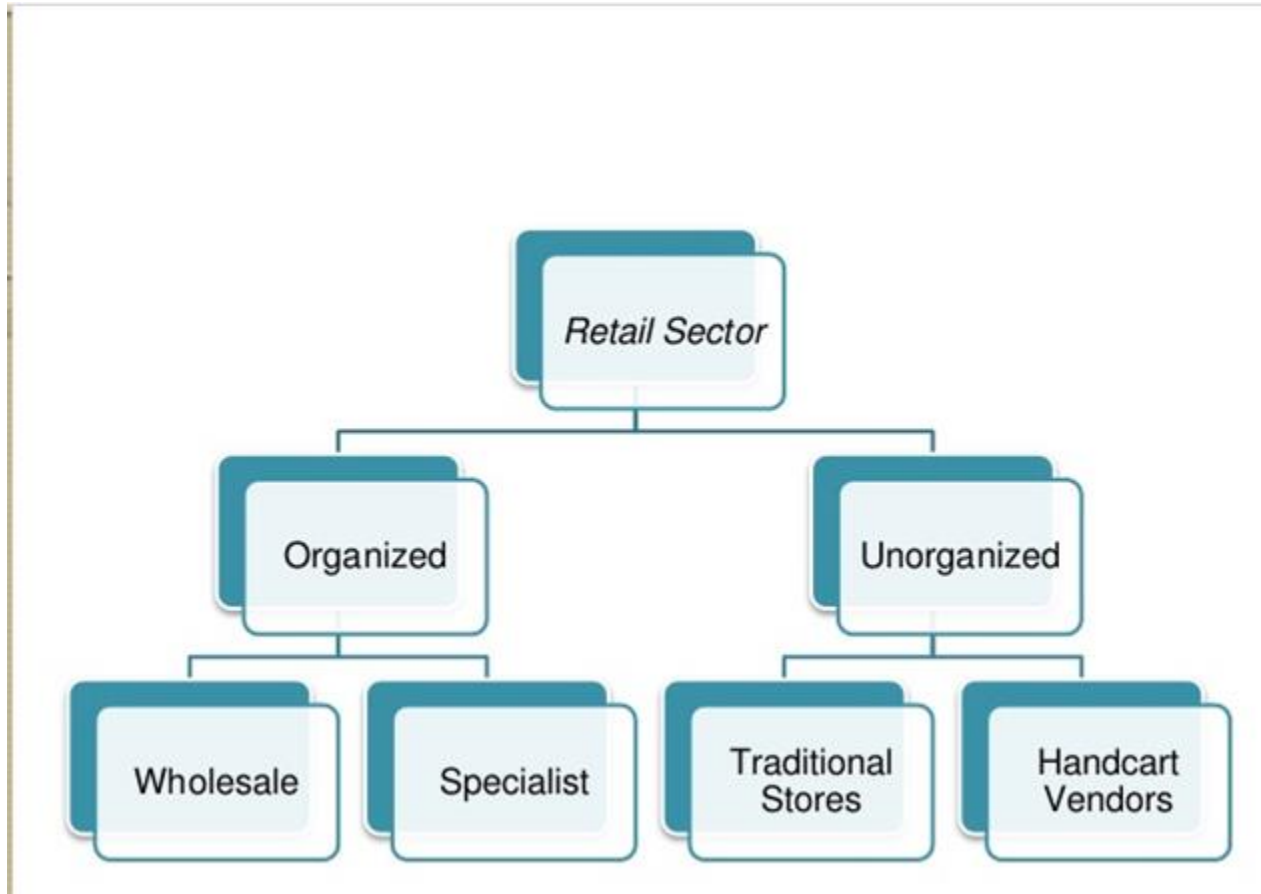 Retail Sector
Organized
Unorganized
Wholesale
Specialist
Traditional
Stores
Handcart
Vendors